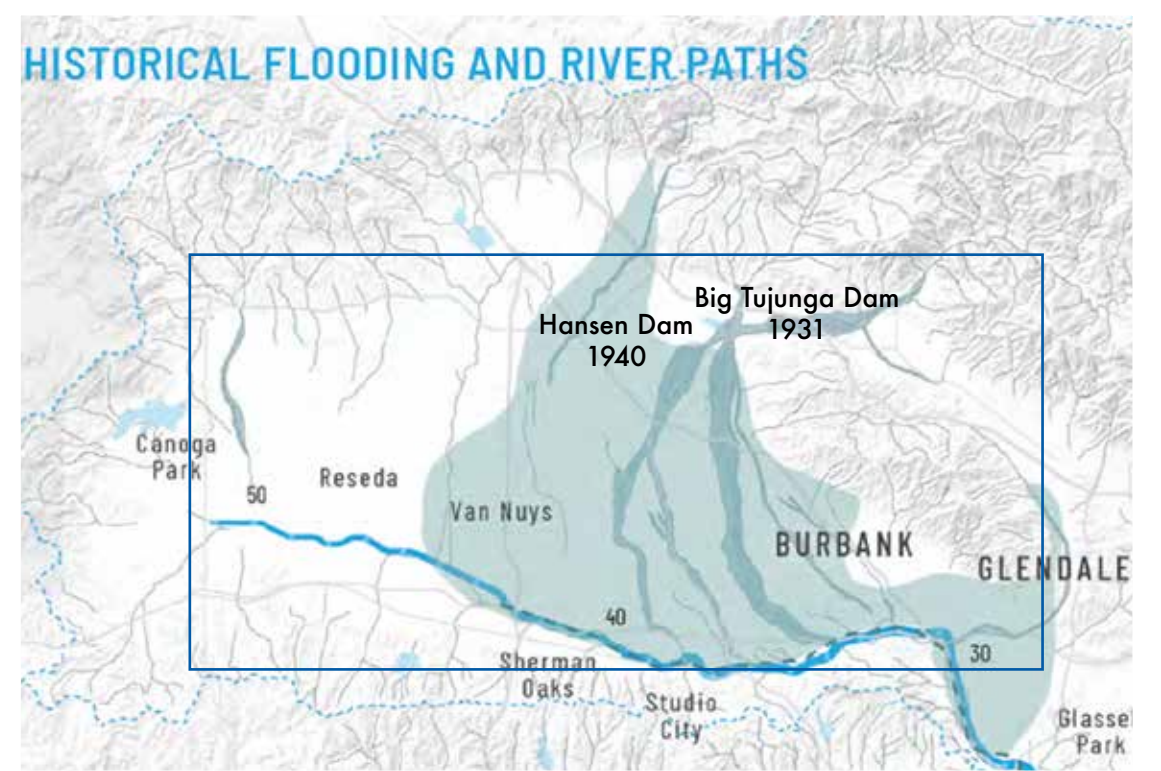 HISTORICAL FLOODING AND RIVER PATHS
Big Tujunga Dam
1931
Hansen Dam
1940
Canoga
Park
Reseda
50
Van Nuys
BURBANK
GLENDALE
40
30
Sherman
Oaks
Studio
City
Glassel
Park